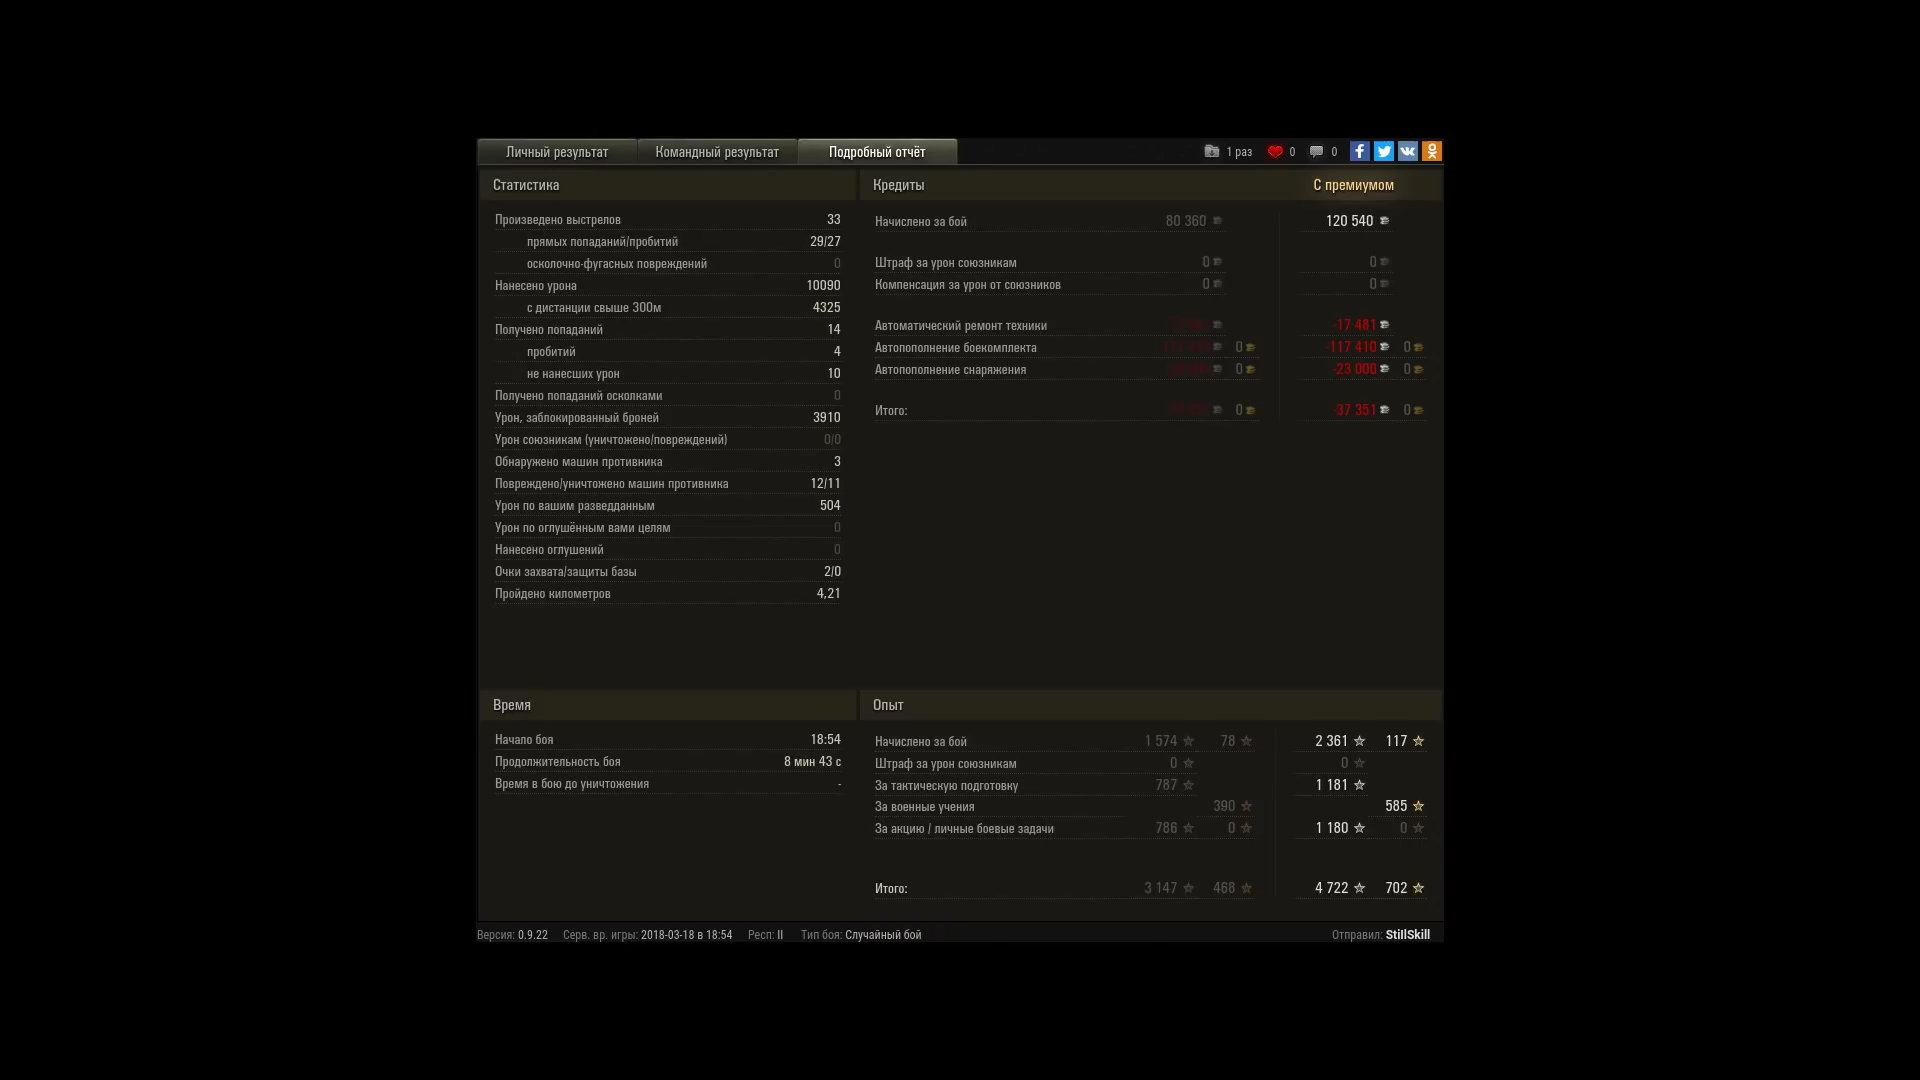 Личный результат Командный результат Подробный отчёт 1 раз 0 0
Статистика
Произведено выстрелов 33
прямых попаданий/пробитий 29/27
осколочно-фугасных повреждений 0
Нанесено урона 10090
с дистанции свыше 300м 4325
Получено попаданий 14
пробитий 4
не нанесших урон 10
Получено попаданий осколками 0
Урон, заблокированный броней 3910
Урон союзникам (уничтожено/повреждений) 0/0
Обнаружено машин противника 3
Повреждено/уничтожено машин противника 12/11
Урон по вашим разведданным 504
Урон по оглушённым вами целям 0
Нанесено оглушений 0
Очки захвата/защиты базы 2/0
Пройдено километров 4,21
Кредиты С премиумом
Начислено за бой 80 360 120 540
Штраф за урон союзникам 0 0
Компенсация за урон от союзников 0 0
Автоматический ремонт техники -17 481
Автопополнение боекомплекта 0 -117 410 0
Автопополнение снаряжения 0 -23 000 0
Итого: 0 -37 351 0
Время
Начало боя 18:54
Продолжительность боя 8 мин 43 с
Время в бою до уничтожения -
Опыт
Начислено за бой 1 574 78 2 361 117
Штраф за урон союзникам 0 0
За тактическую подготовку 787 1 181
За военные учения 390 585
За акцию / личные боевые задачи 786 0 1 180 0
Итого: 3 147 468 4 722 702
Версия: 0.9.22 Серв. вр. игры: 2018-03-18 в 18:54 Респ: II Тип боя: Случайный бой Отправил: StillSkill